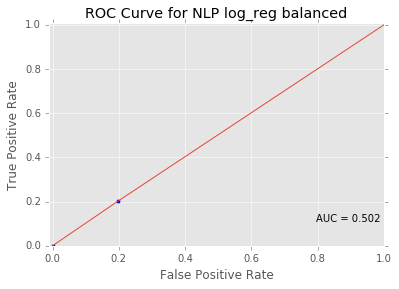 ROC Curve for NLP log_reg balanced
1.0
0.8
0.6
0.4
0.2
0.0
True Positive Rate
AUC = 0.502
0.0 0.2 0.4 0.6 0.8 1.0
False Positive Rate